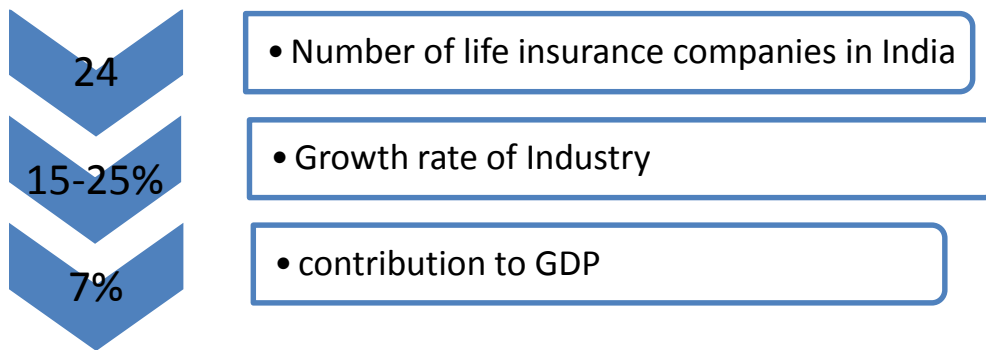 24
• Number of life insurance companies in India
15-25%
• Growth rate of Industry
7%
• contribution to GDP